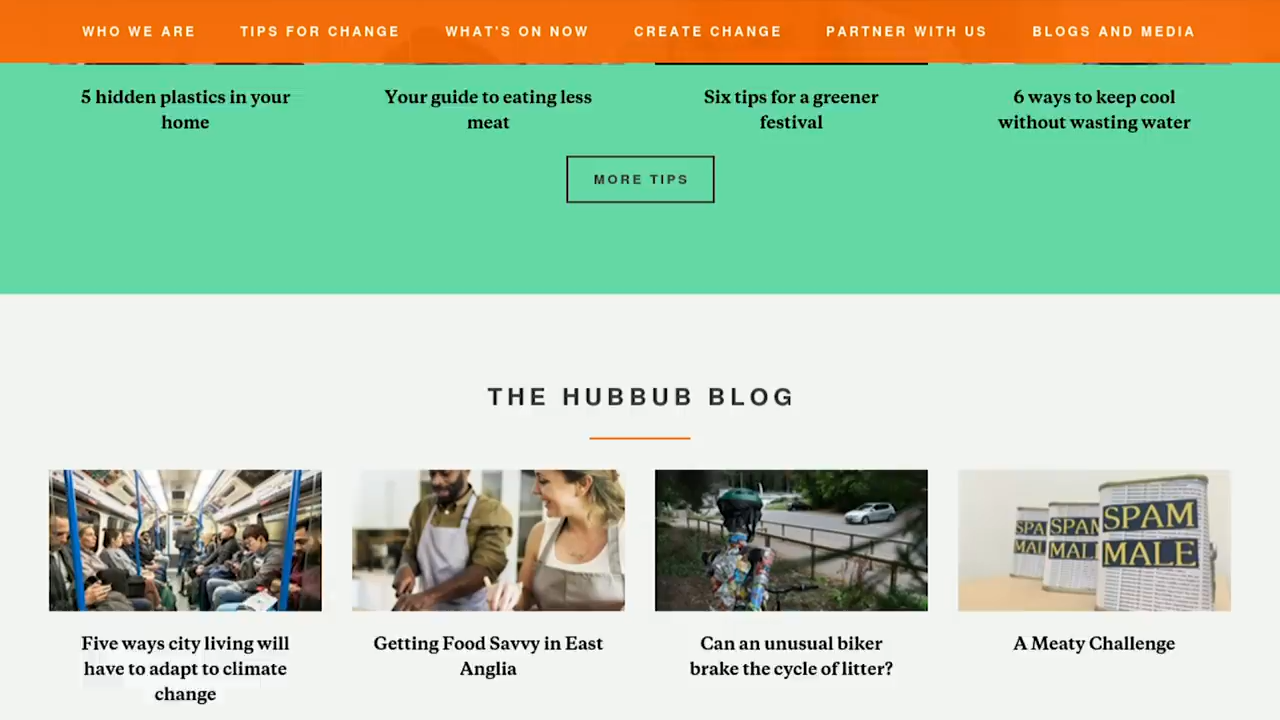 WHO WE ARE
TIPS FOR CHANGE
WHAT'S ON NOW
CREATE CHANGE
PARTNER WITH US
BLOGS AND MEDIA
5 hidden plastics in your
home
Your guide to eating less
meat
Six tips for a greener
festival
6 ways to keep cool
without wasting water
MORE TIPS
THE HUBBUB BLOG
SPAM
MALE
Five ways city living will
have to adapt to climate
change
Getting Food Savvy in East
Anglia
Can an unusual biker
brake the cycle of litter?
A Meaty Challenge